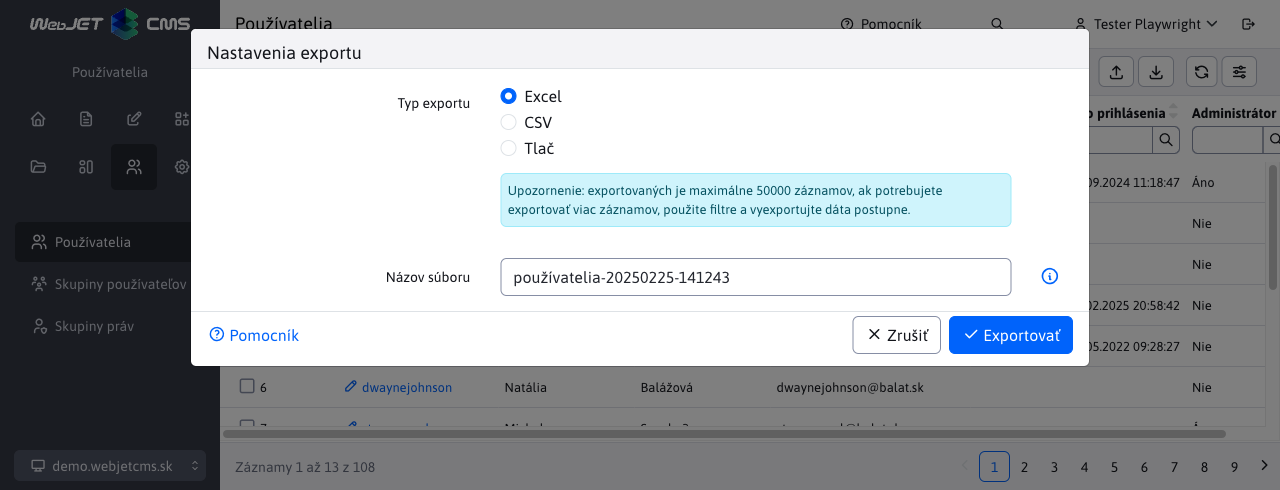 WebJET CMS
Používatelia
Pomocník
Tester Playwright
Používatelia
Nastavenia exportu
Typ exportu
Excel
CSV
Tlač
Upozornenie: exportovaných je maximálne 50000 záznamov, ak potrebujete
exportovať viac záznamov, použite filtre a vyexportujte dáta postupne.
Názov súboru
používatelia-20250225-141243
Pomocník
Zrušiť
Exportovať
prihlásenia
Administrátor
09.2024 11:18:47 Áno
Nie
Nie
02.2025 20:58:42 Nie
05.2022 09:28:27 Nie
Používatelia
Skupiny používateľov
Skupiny práv
6 dwaynejohnson Natália Balážová dwaynejohnson@balat.sk Nie
demo.webjetcms.sk
Záznamy 1 až 13 z 108
1 2 3 4 5 6 7 8 9